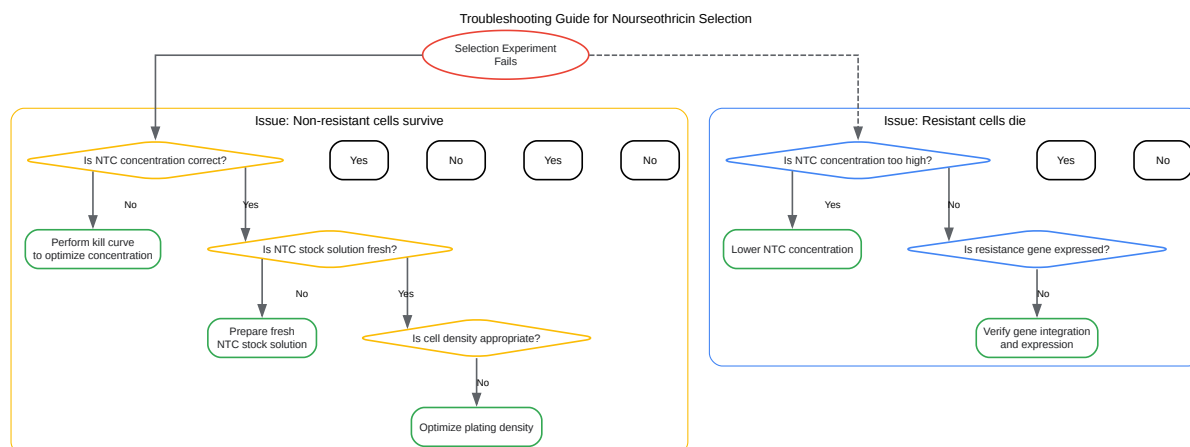 Troubleshooting Guide for Nourseothricin Selection
Selection Experiment
Fails
Issue: Non-resistant cells survive
Is NTC concentration correct?
Yes
No
Yes
No
No
Yes
Perform kill curve
to optimize concentration
Is NTC stock solution fresh?
No
Yes
Prepare fresh
NTC stock solution
Is cell density appropriate?
No
Optimize plating density
Issue: Resistant cells die
Is NTC concentration too high?
Yes
No
Yes
No
Lower NTC concentration
Is resistance gene expressed?
No
Verify gene integration
and expression